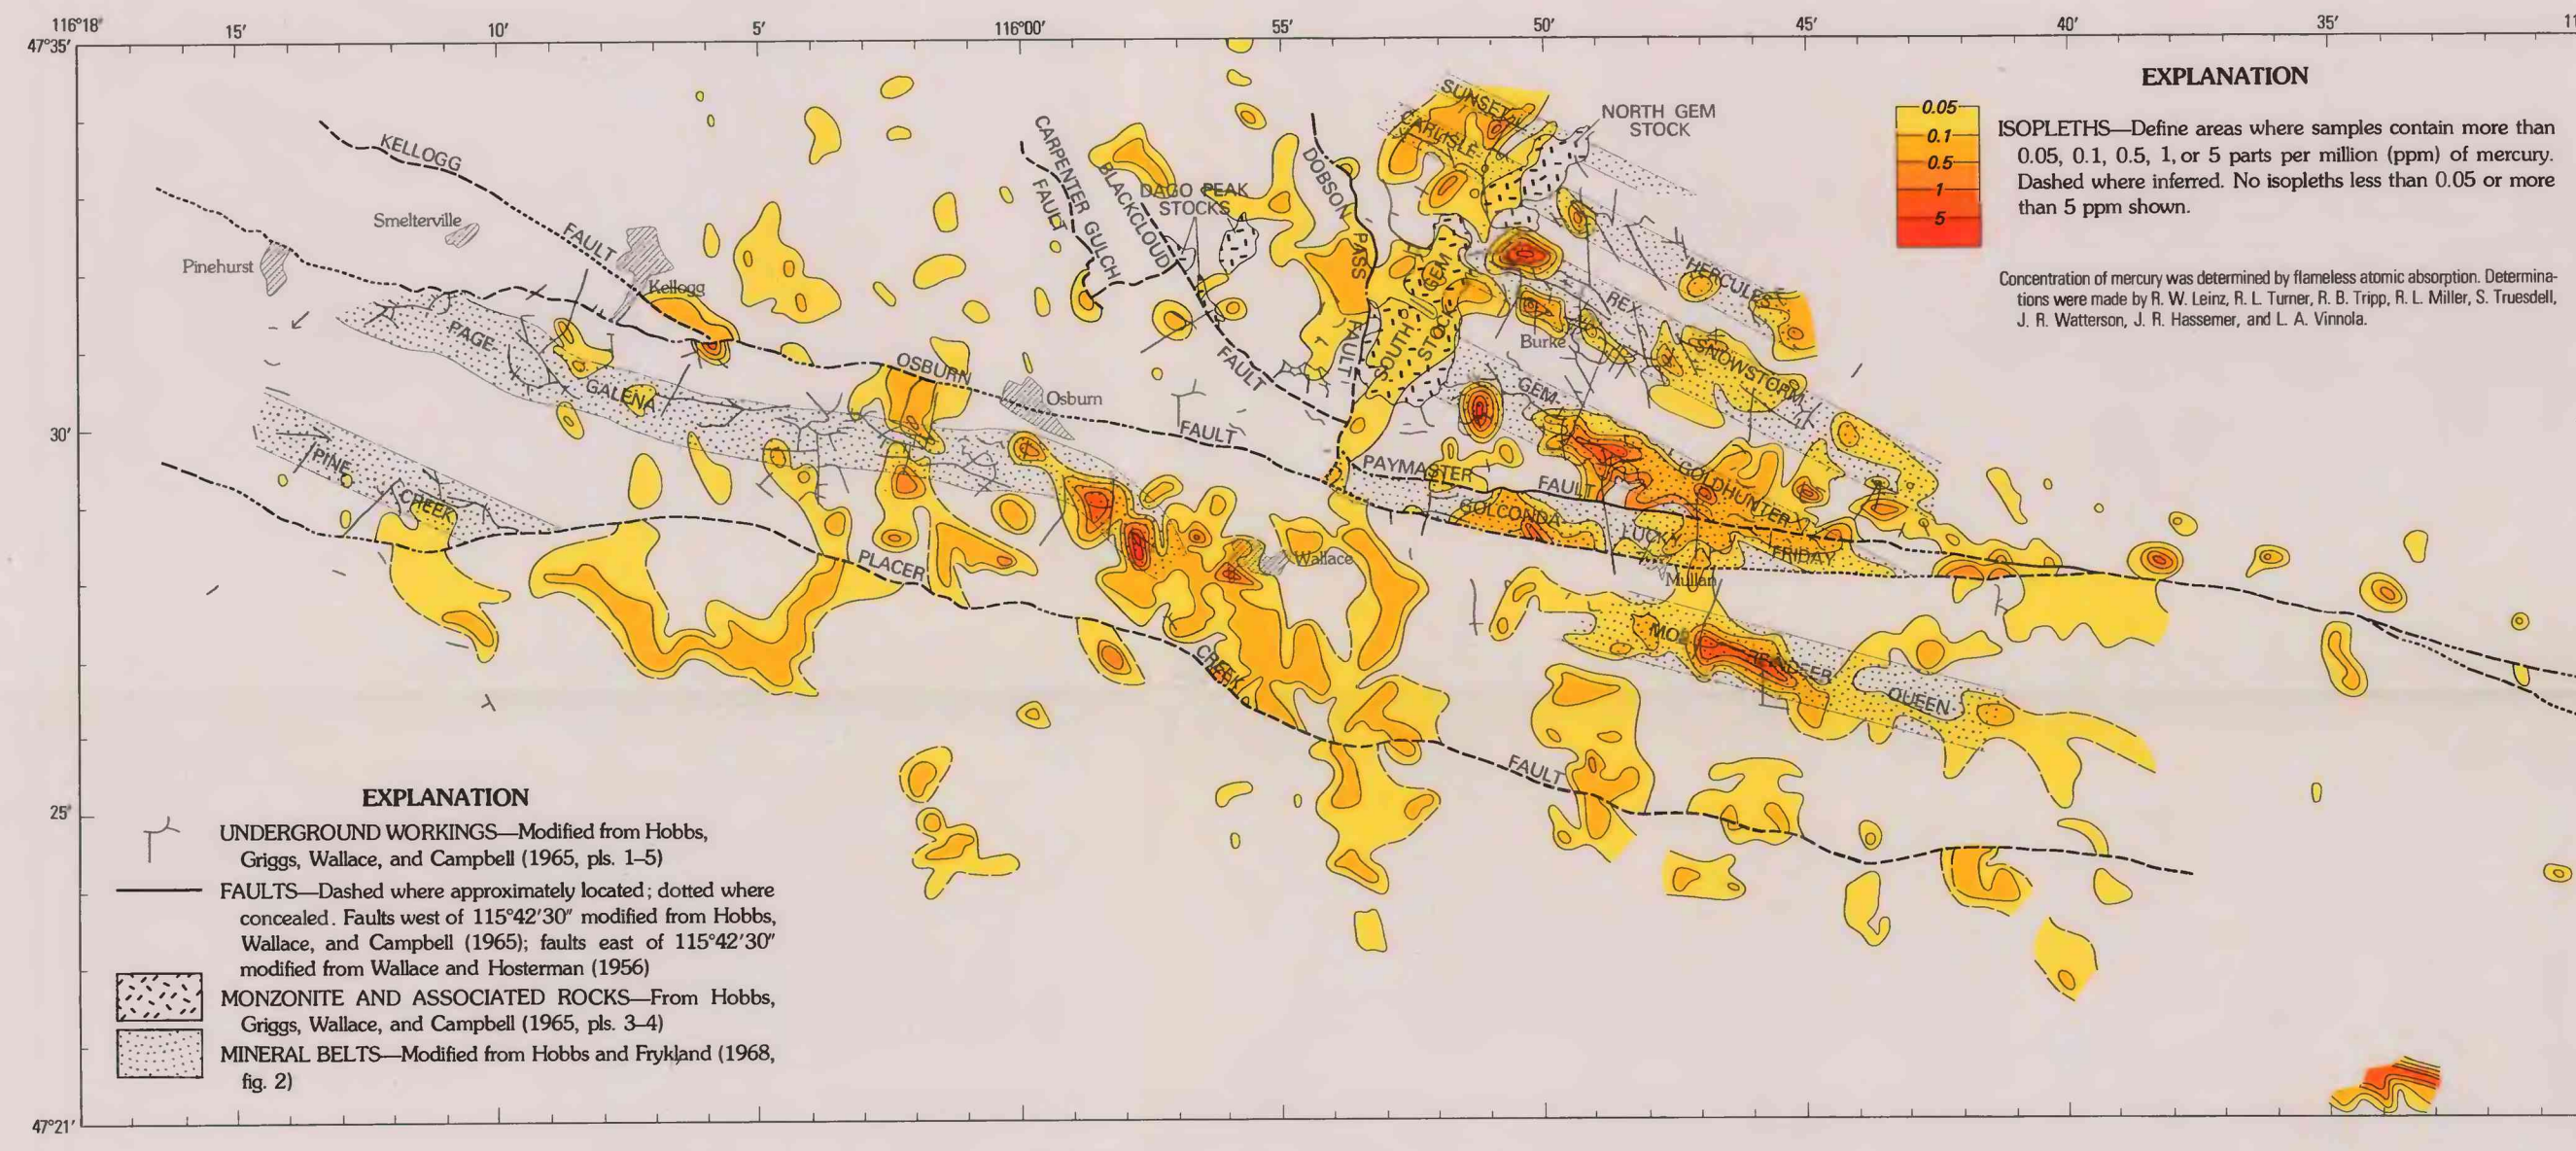 116°18′
15′
10′
5′
116°00′
55′
50′
45′
40′
35′
47°35′
30′
25′
47°21′
EXPLANATION
0.05
0.1
0.5
1
5
ISOPLETHS—Define areas where samples contain more than
0.05, 0.1, 0.5, 1, or 5 parts per million (ppm) of mercury.
Dashed where inferred. No isopleths less than 0.05 or more
than 5 ppm shown.
Concentration of mercury was determined by flameless atomic absorption. Determina-
tions were made by R. W. Leinz, R. L. Turner, R. B. Tripp, R. L. Miller, S. Truesdell,
J. R. Watterson, J. R. Hassemer, and L. A. Vinnola.
KELLOGG
FAULT
Smelterville
Pinehurst
Kellogg
CARPENTER GULCH
FAULT
BLACKCLOUD
FAULT
DAGO PEAK
STOCKS
DOBSON
PASS
FAULT
SUNSET
CARLISLE
NORTH GEM
STOCK
GEM
SOUTH
STOCK
HERCULES
REX
Burke
SNOWSTORM
GEM
PAGE
GALENA
OSBURN
FAULT
Osburn
PINE
CREEK
PAYMASTER
FAULT
GOLDHUNTER
GOLCONDA
LUCKY
FRIDAY
Mullan
Wallace
PLACER
CREEK
FAULT
QUEEN
EXPLANATION
UNDERGROUND WORKINGS—Modified from Hobbs,
Griggs, Wallace, and Campbell (1965, pls. 1–5)
FAULTS—Dashed where approximately located; dotted where
concealed. Faults west of 115°42′30″ modified from Hobbs,
Wallace, and Campbell (1965); faults east of 115°42′30″
modified from Wallace and Hosterman (1956)
MONZONITE AND ASSOCIATED ROCKS—From Hobbs,
Griggs, Wallace, and Campbell (1965, pls. 3–4)
MINERAL BELTS—Modified from Hobbs and Frykland (1968,
fig. 2)